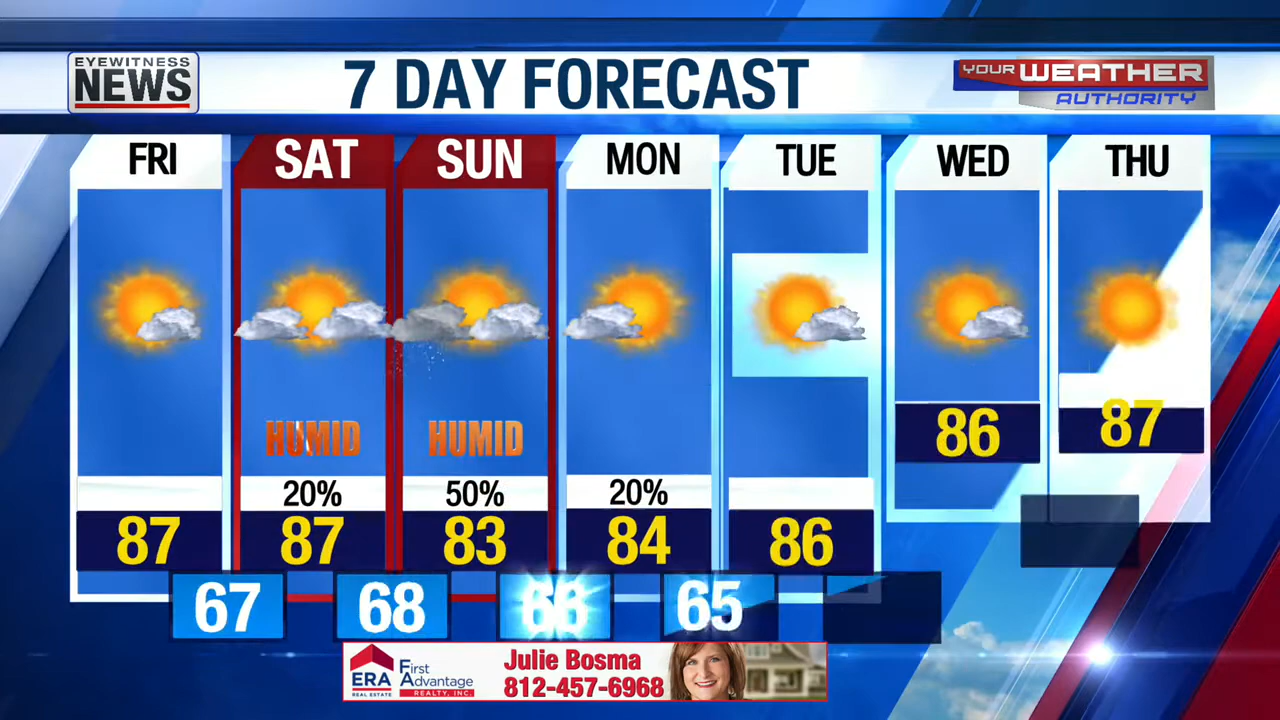 EYEWITNESS
NEWS
7 DAY FORECAST
YOUR WEATHER
AUTHORITY
FRI
SAT
SUN
MON
TUE
WED
THU
HUMID
HUMID
20%
50%
20%
87
87
83
84
86
86
87
67
68
65
ERA
REAL ESTATE
First
Advantage
REALTY, INC.
Julie Bosma
812-457-6968